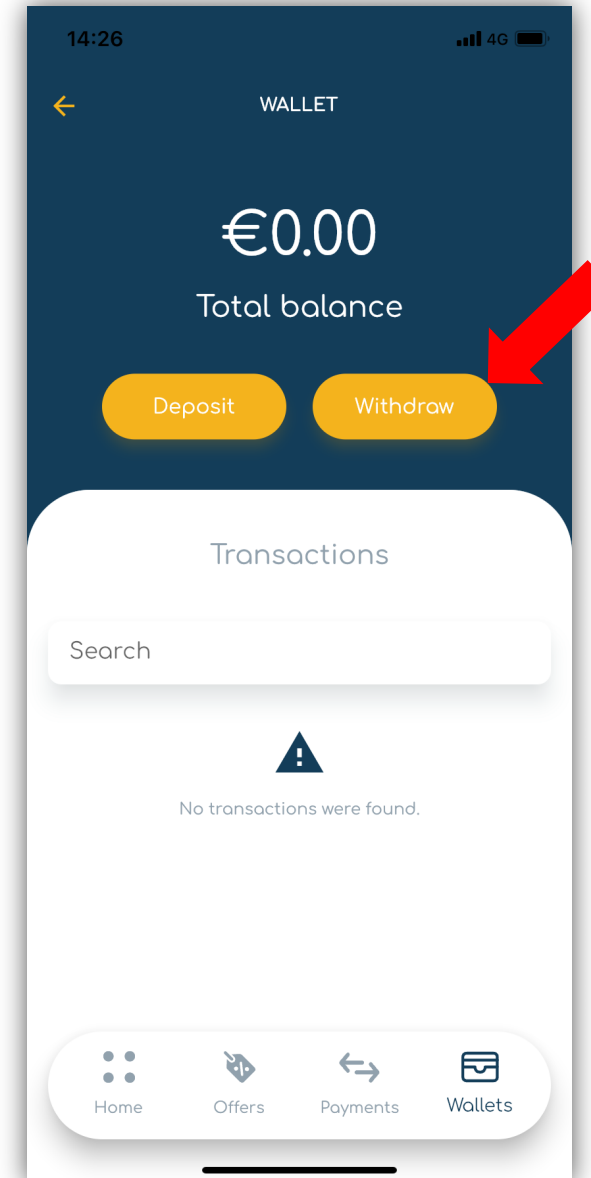 14:26 4G
WALLET
€0.00
Total balance
Deposit Withdraw
Transactions
Search
No transactions were found.
Home Offers Payments Wallets